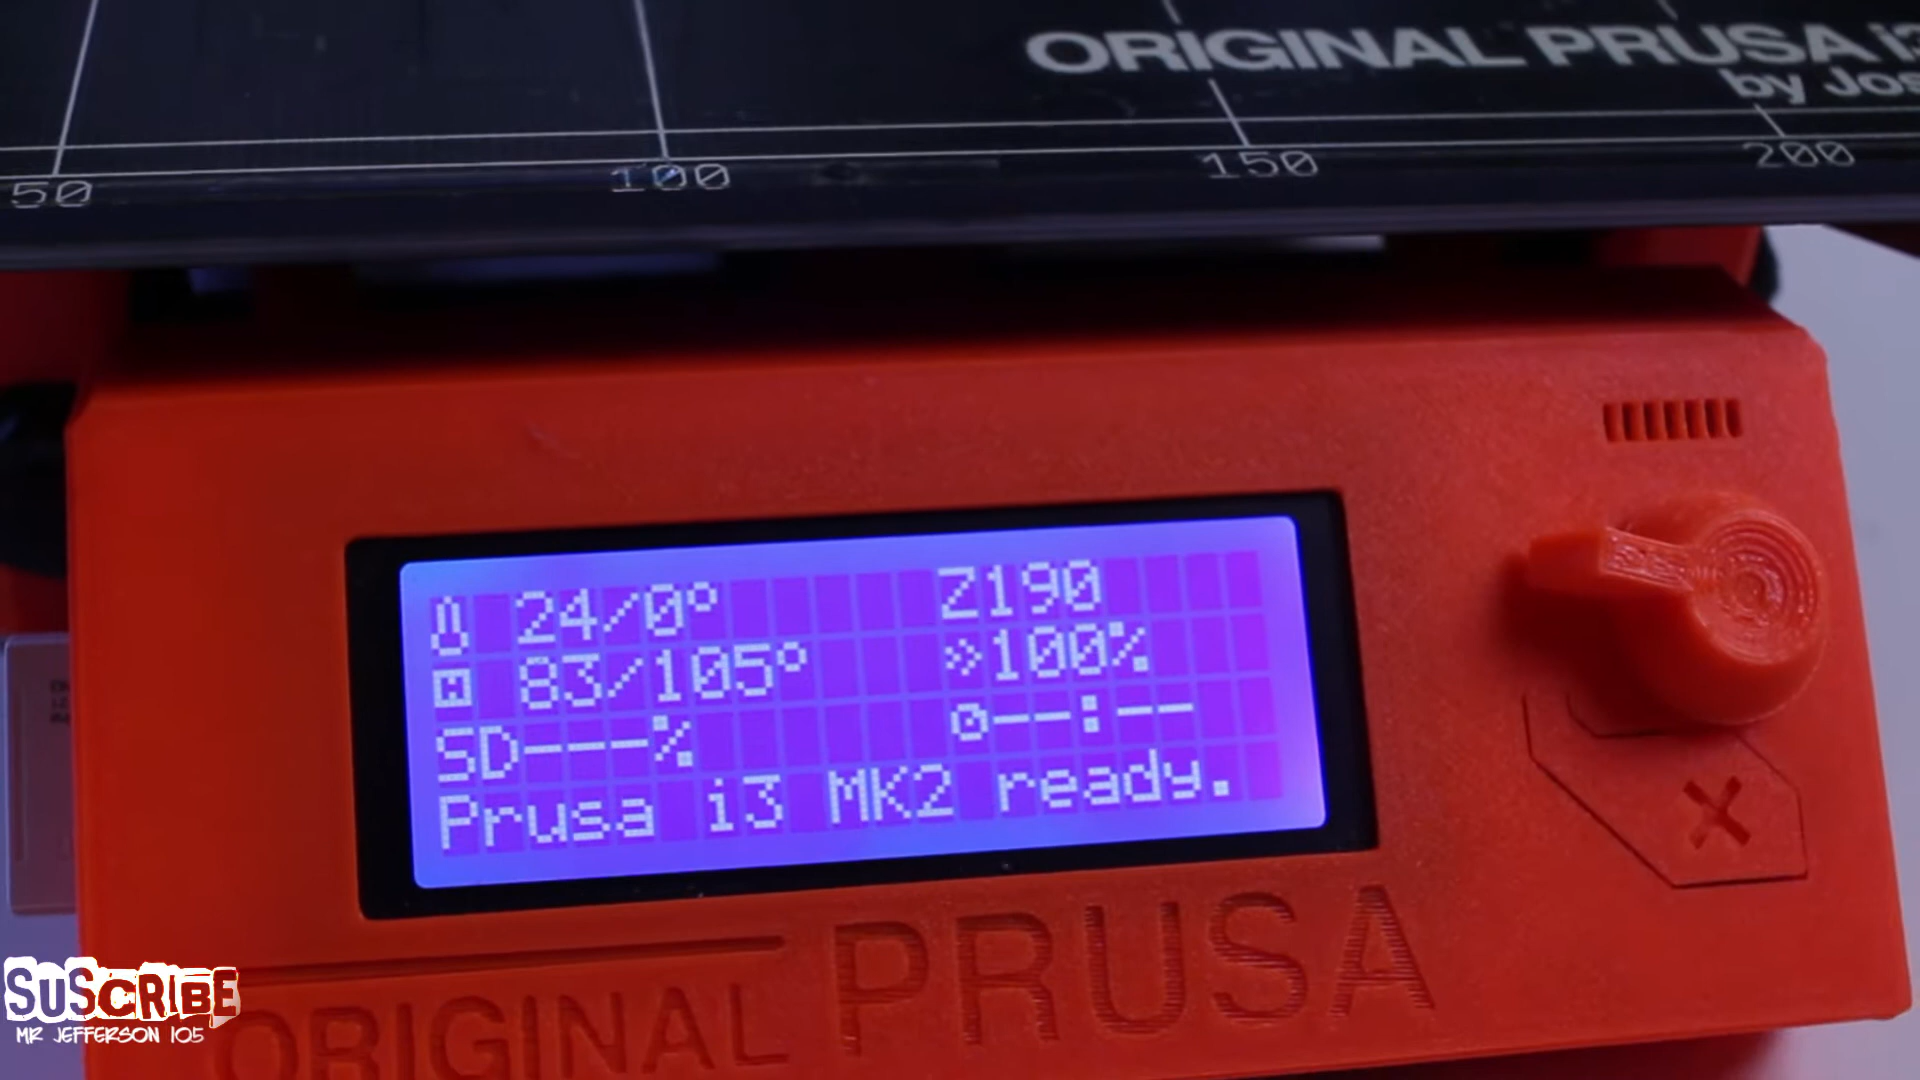 ORIGINAL PRUSA i3
by Jos
50 100 150 200
24/0° Z190
83/105° »100%
SD---% --:--
Prusa i3 MK2 ready.
ORIGINAL PRUSA
SUSCRIBE
MR JEFFERSON 105